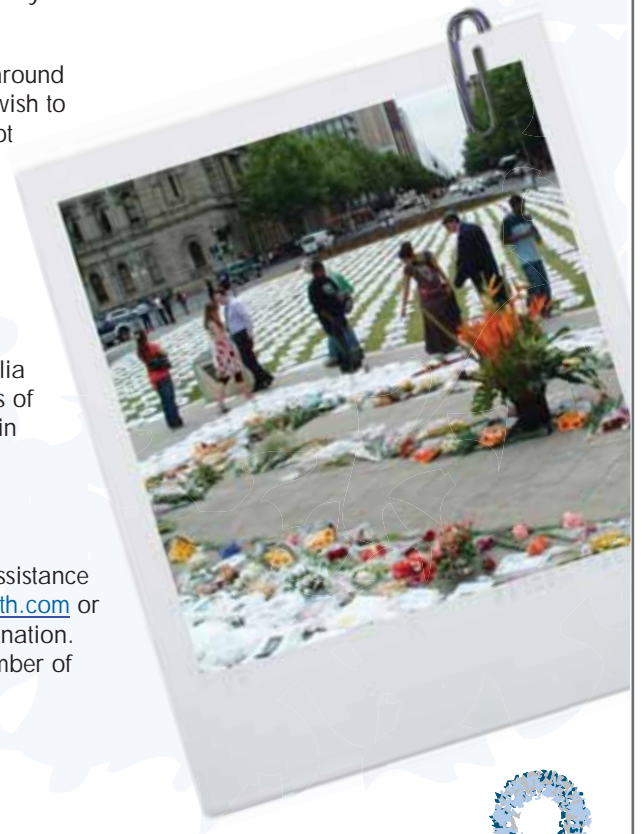 around
wish to
ot
lia
s of
in
ssistance
th.com or
nation.
mber of